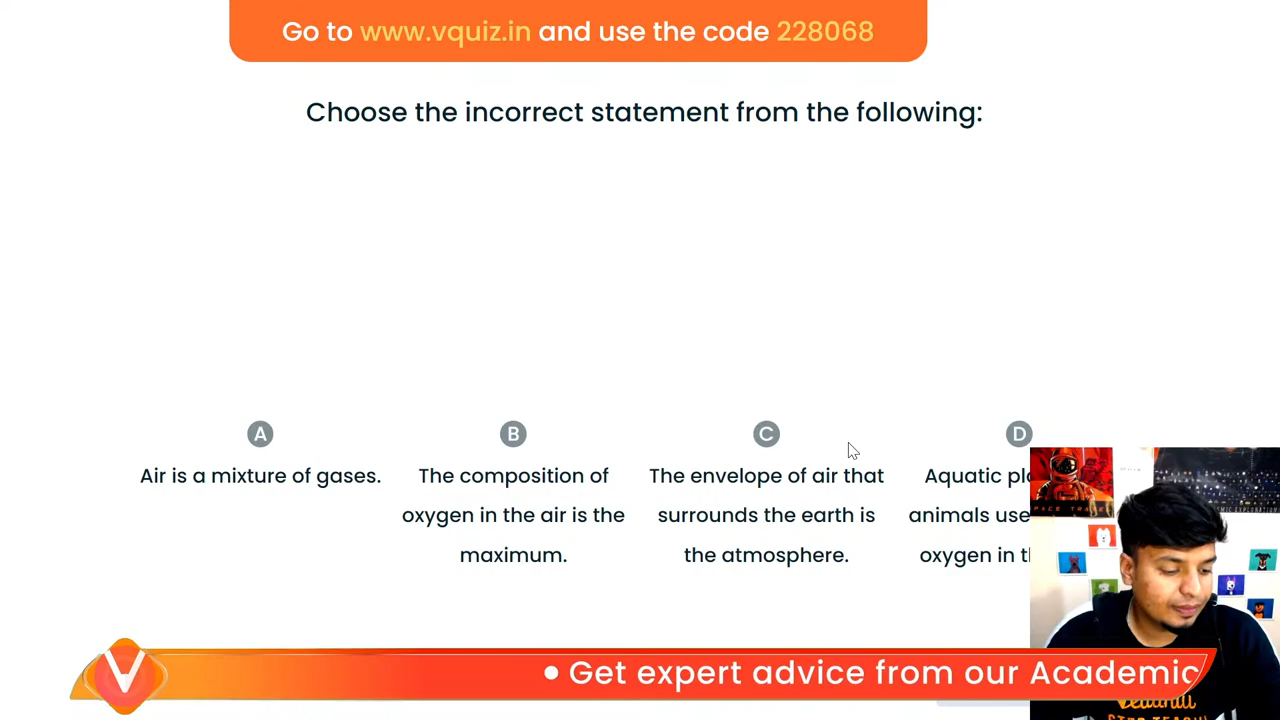 Go to www.vquiz.in and use the code 228068
Choose the incorrect statement from the following:
A
Air is a mixture of gases.
B
The composition of
oxygen in the air is the
maximum.
C
The envelope of air that
surrounds the earth is
the atmosphere.
D
Aquatic
animals use
oxygen in
V
• Get expert advice from our Academic